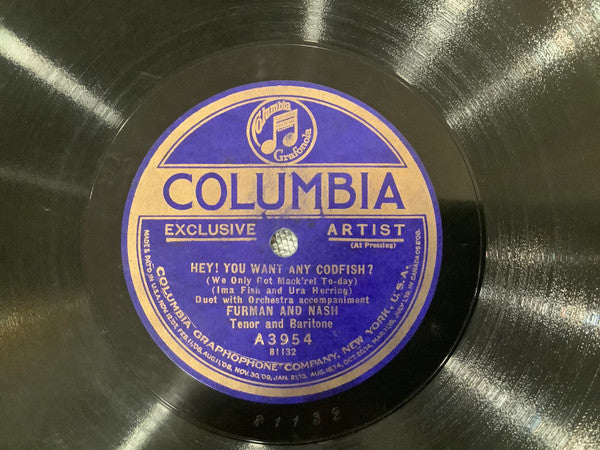 Columbia
Grafonola
COLUMBIA
EXCLUSIVE ARTIST
(At Pressing)
HEY! YOU WANT ANY CODFISH?
(We Only Got Mack'rel To-day)
(Ima Fish and Ura Herring)
Duet with Orchestra accompaniment
FURMAN AND NASH
Tenor and Baritone
A3954
81132
COLUMBIA GRAPHOPHONE COMPANY, NEW YORK, U.S.A.
81132